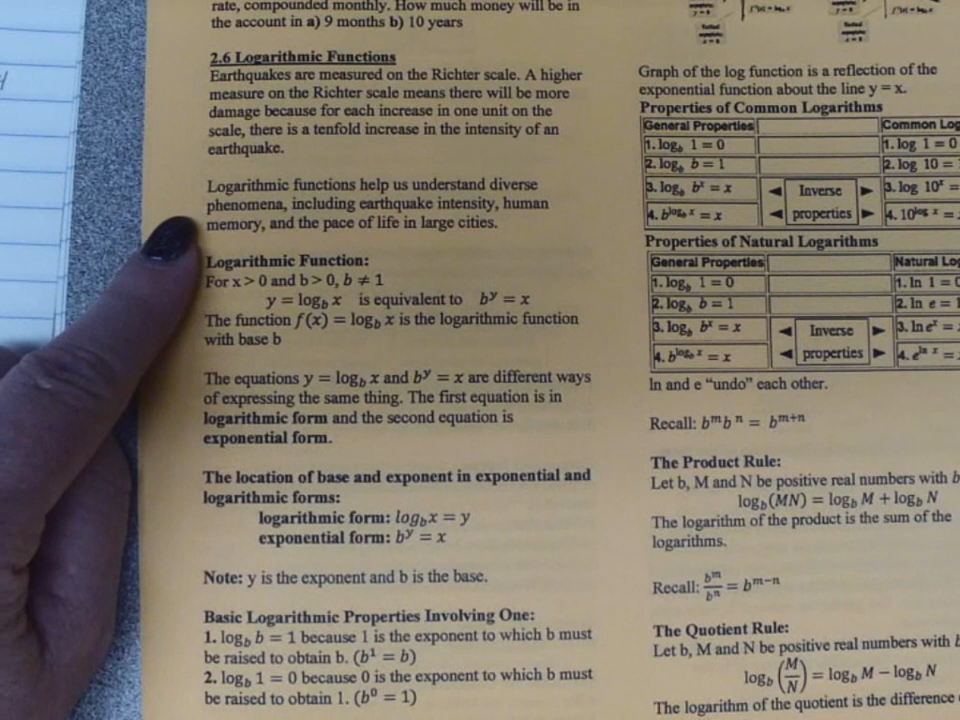 rate, compounded monthly. How much money will be in
the account in a) 9 months b) 10 years
2.6 Logarithmic Functions
Earthquakes are measured on the Richter scale. A higher
measure on the Richter scale means there will be more
damage because for each increase in one unit on the
scale, there is a tenfold increase in the intensity of an
earthquake.
Logarithmic functions help us understand diverse
phenomena, including earthquake intensity, human
memory, and the pace of life in large cities.
Logarithmic Function:
For x > 0 and b > 0, b ≠ 1
y = log_b x is equivalent to b^y = x
The function f(x) = log_b x is the logarithmic function
with base b
The equations y = log_b x and b^y = x are different ways
of expressing the same thing. The first equation is in
logarithmic form and the second equation is
exponential form.
The location of base and exponent in exponential and
logarithmic forms:
logarithmic form: log_b x = y
exponential form: b^y = x
Note: y is the exponent and b is the base.
Basic Logarithmic Properties Involving One:
1. log_b b = 1 because 1 is the exponent to which b must
be raised to obtain b. (b^1 = b)
2. log_b 1 = 0 because 0 is the exponent to which b must
be raised to obtain 1. (b^0 = 1)
Graph of the log function is a reflection of the
exponential function about the line y = x.
Properties of Common Logarithms
General Properties Common Log
1. log_b 1 = 0 1. log 1 = 0
2. log_b b = 1 2. log 10 =
3. log_b b^x = x ◄ Inverse ► 3. log 10^x =
4. b^(log_b x) = x ◄ properties ► 4. 10^(log x) =
Properties of Natural Logarithms
General Properties Natural Log
1. log_b 1 = 0 1. ln 1 =
2. log_b b = 1 2. ln e =
3. log_b b^x = x ◄ Inverse ► 3. ln e^x =
4. b^(log_b x) = x ◄ properties ► 4. e^(ln x) =
ln and e "undo" each other.
Recall: b^m b^n = b^(m+n)
The Product Rule:
Let b, M and N be positive real numbers with b
log_b(MN) = log_b M + log_b N
The logarithm of the product is the sum of the
logarithms.
Recall: b^m/b^n = b^(m-n)
The Quotient Rule:
Let b, M and N be positive real numbers with b
log_b (M/N) = log_b M − log_b N
The logarithm of the quotient is the difference